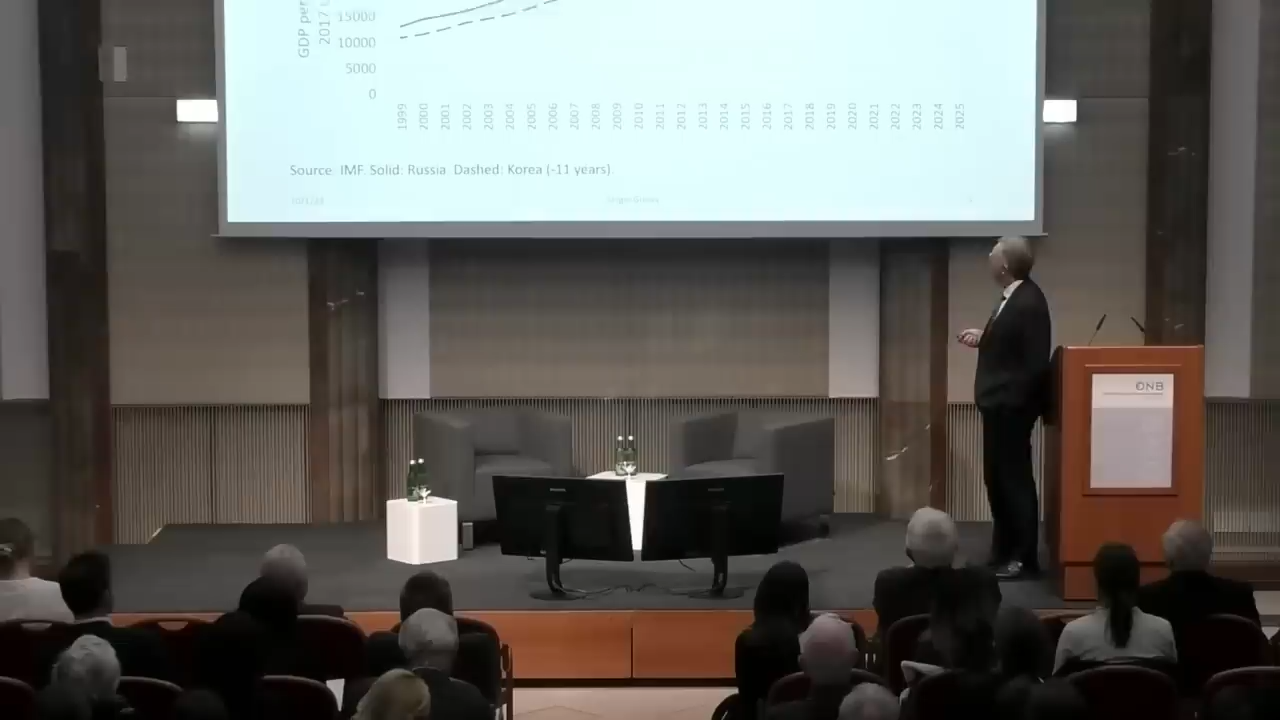 GDP per
2017
15000
10000
5000
0
1999 2000 2001 2002 2003 2004 2005 2006 2007 2008 2009 2010 2011 2012 2013 2014 2015 2016 2017 2018 2019 2020 2021 2022 2023 2024 2025
Source IMF. Solid: Russia Dashed: Korea (-11 years)
ONB